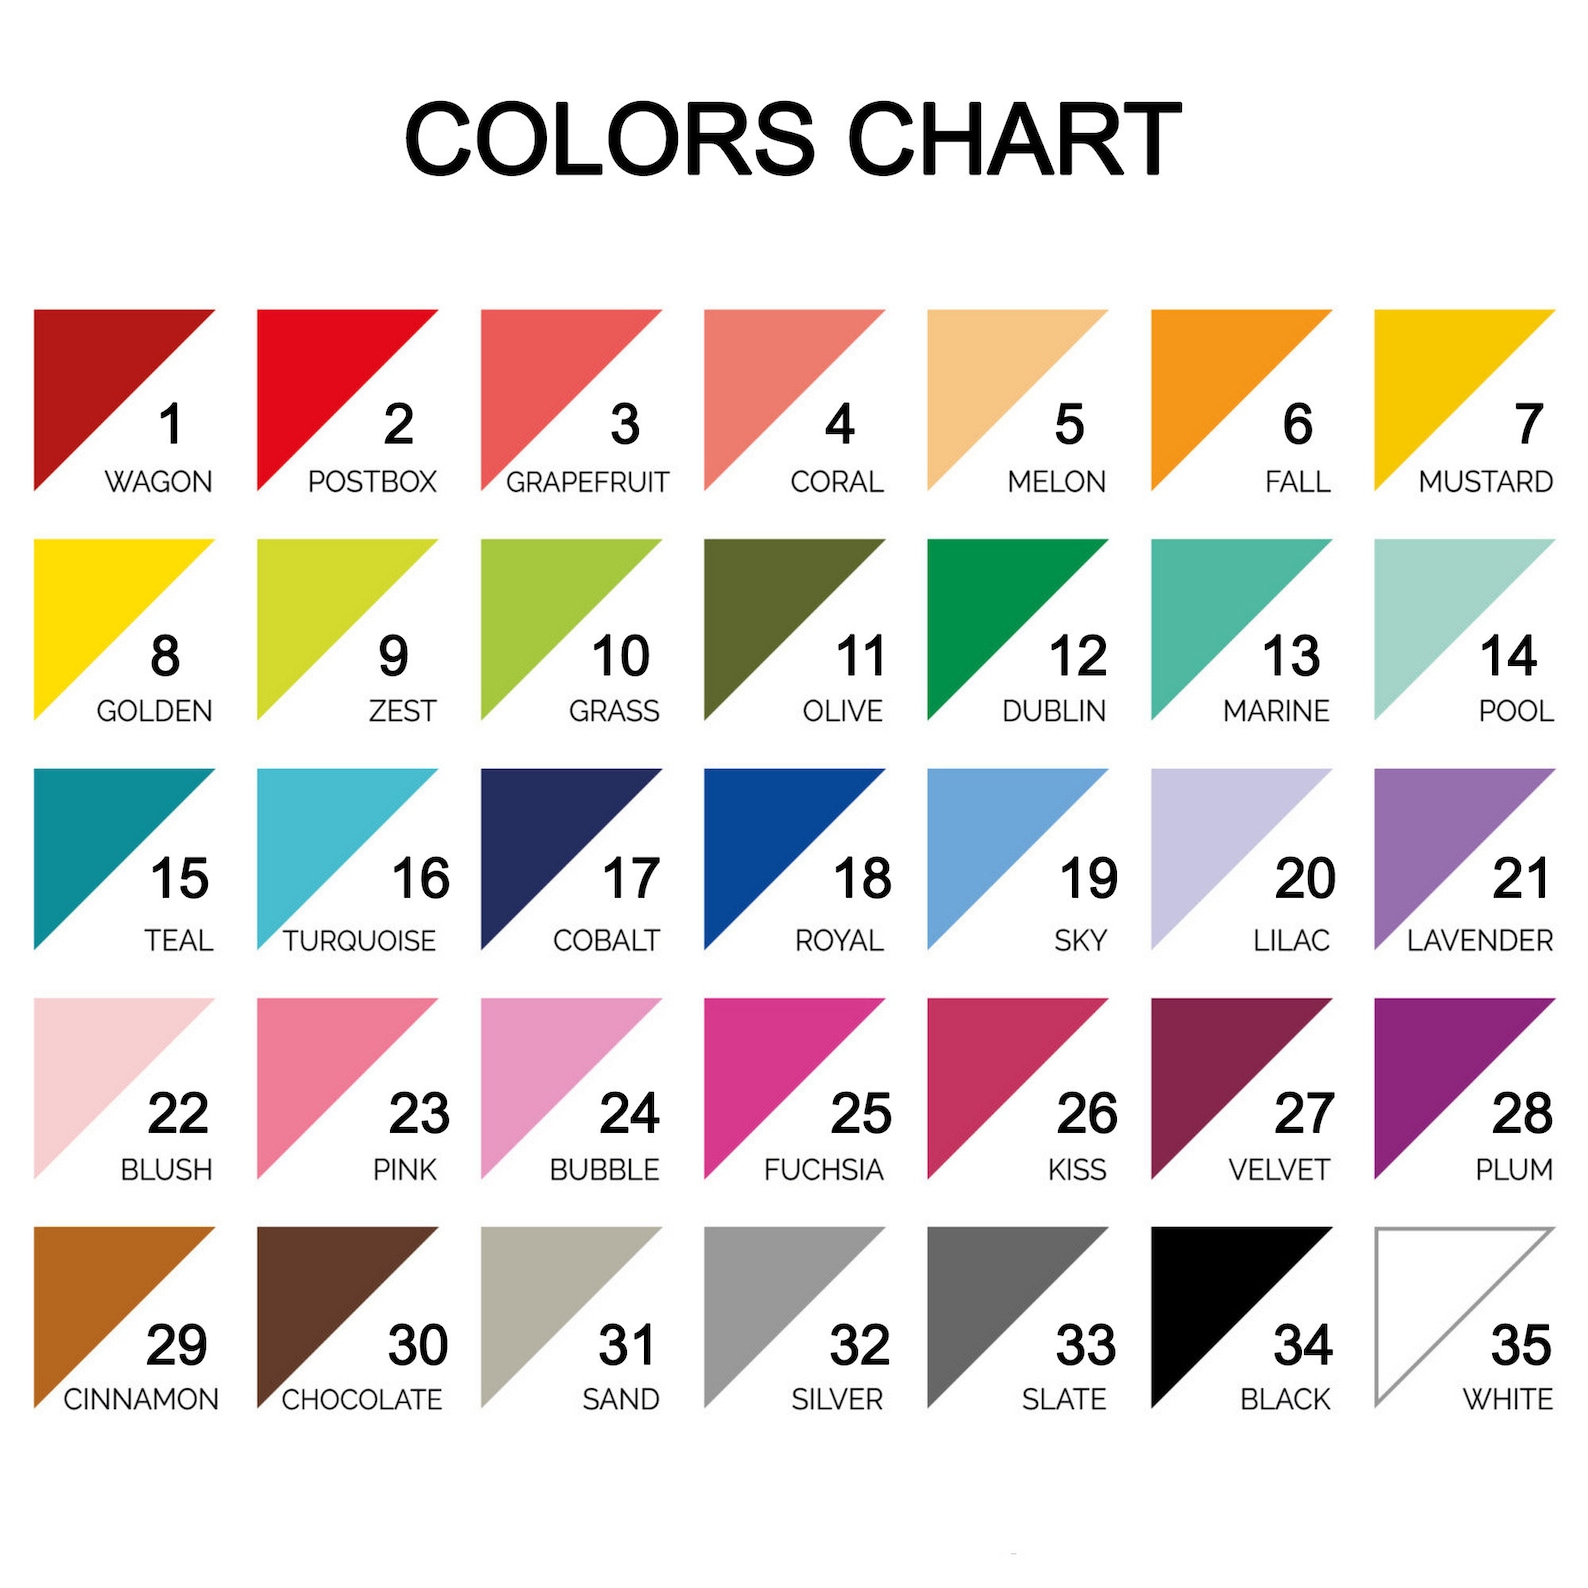 COLORS CHART
1 2 3 4 5 6 7
WAGON POSTBOX GRAPEFRUIT CORAL MELON FALL MUSTARD
8 9 10 11 12 13 14
GOLDEN ZEST GRASS OLIVE DUBLIN MARINE POOL
15 16 17 18 19 20 21
TEAL TURQUOISE COBALT ROYAL SKY LILAC LAVENDER
22 23 24 25 26 27 28
BLUSH PINK BUBBLE FUCHSIA KISS VELVET PLUM
29 30 31 32 33 34 35
CINNAMON CHOCOLATE SAND SILVER SLATE BLACK WHITE